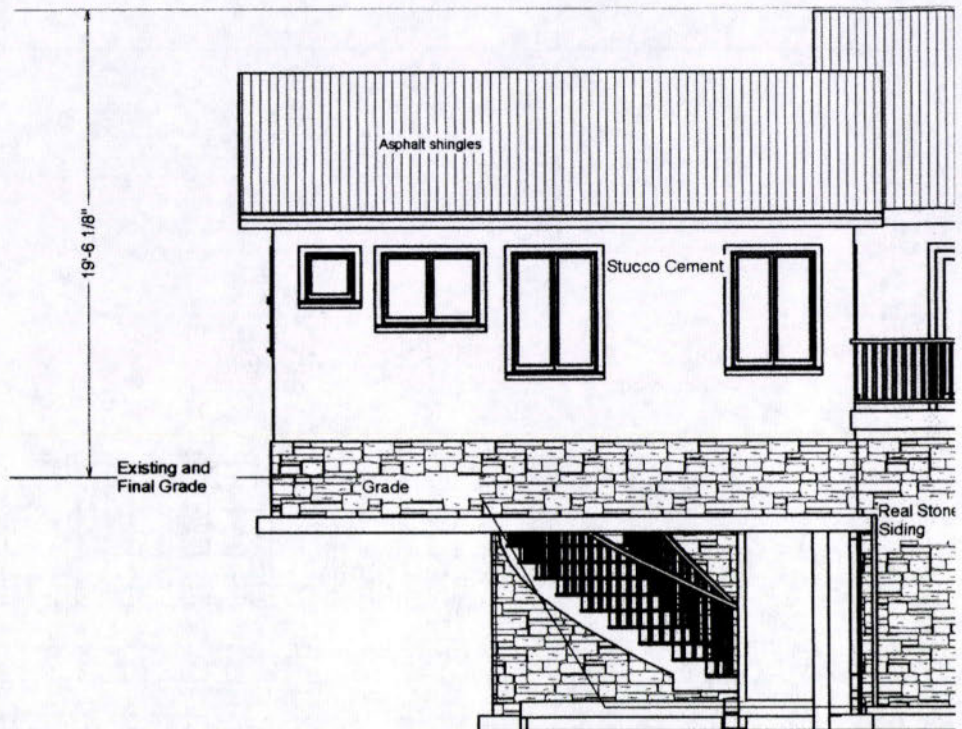 Asphalt shingles
19'-6 1/8"
Stucco Cement
Existing and
Final Grade
Grade
Real Stone
Siding